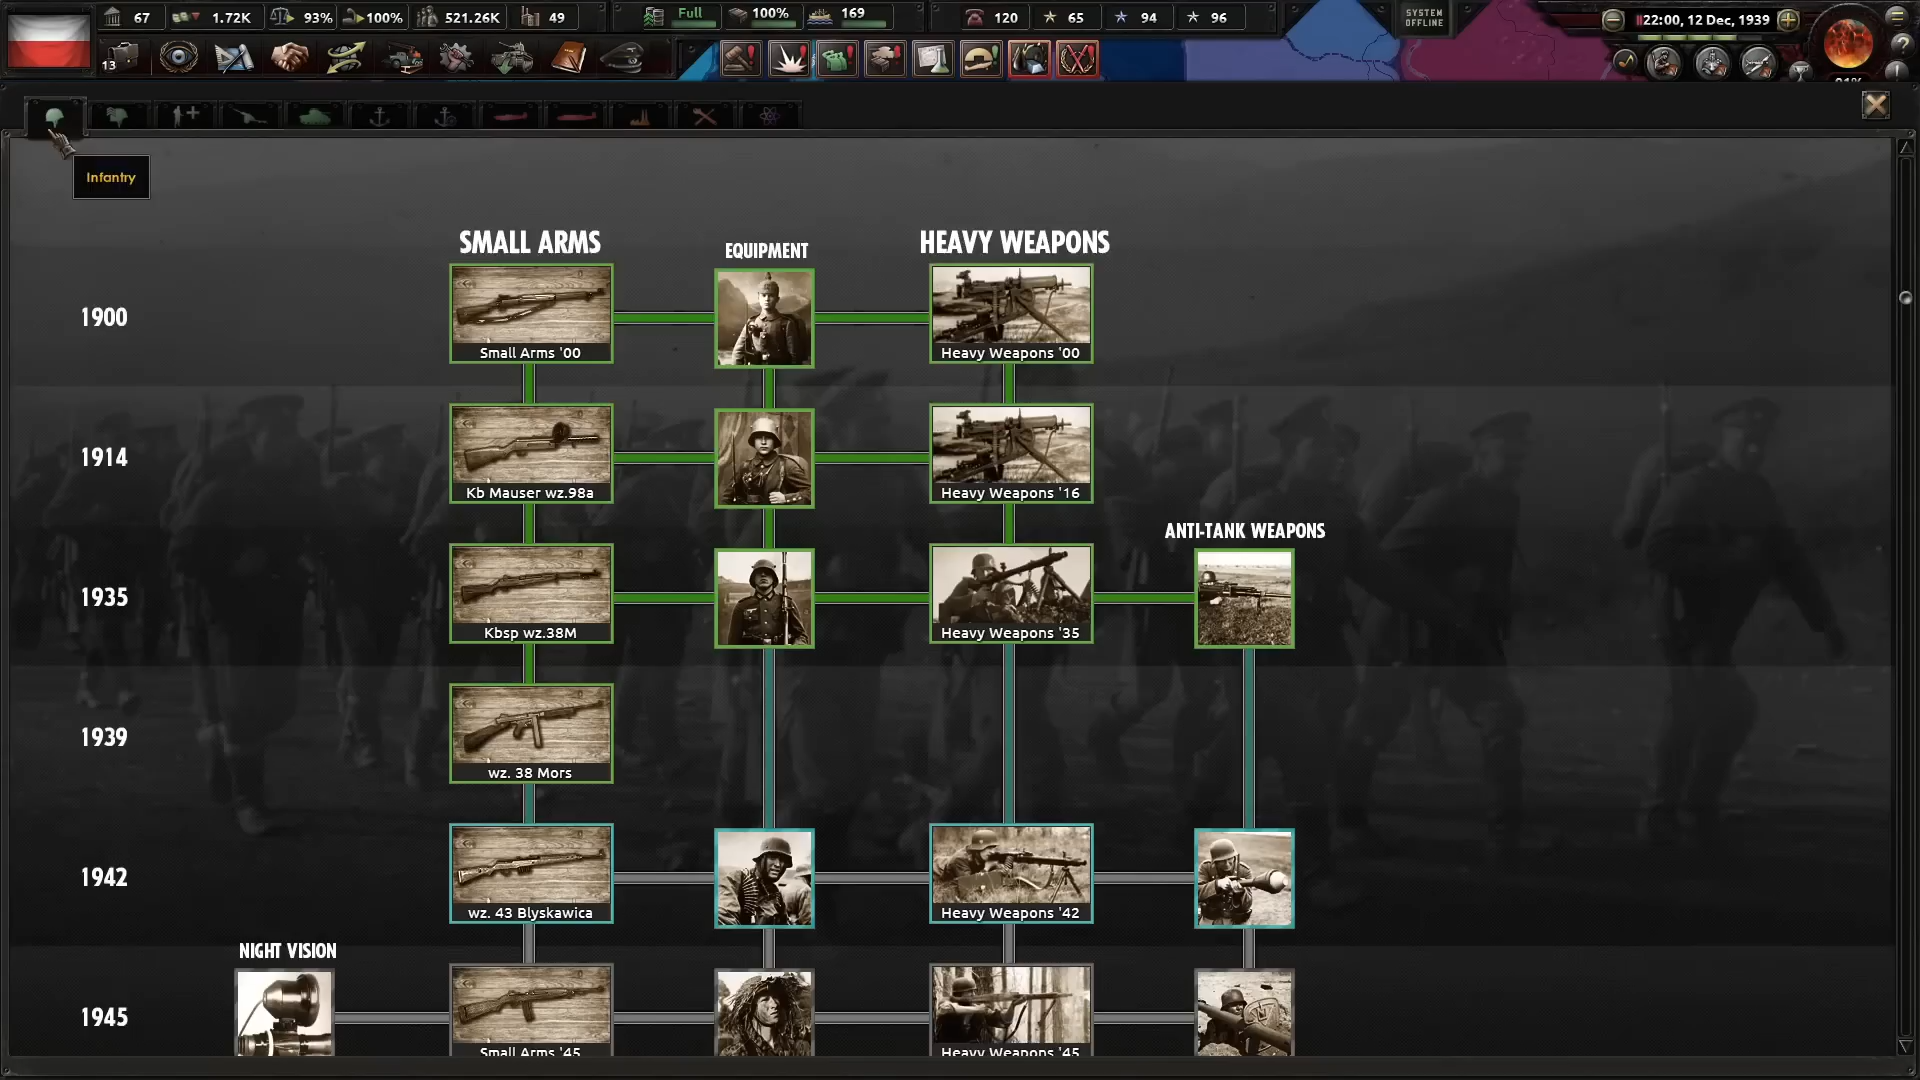 67
1.72K
93%
100%
521.26K
49
Full
100%
169
120
65
94
96
SYSTEM
OFFLINE
22:00, 12 Dec, 1939
13
Infantry
SMALL ARMS
EQUIPMENT
HEAVY WEAPONS
1900
Small Arms '00
Heavy Weapons '00
1914
Kb Mauser wz.98a
Heavy Weapons '16
ANTI-TANK WEAPONS
1935
Kbsp wz.38M
Heavy Weapons '35
1939
wz. 38 Mors
1942
wz. 43 Blyskawica
Heavy Weapons '42
NIGHT VISION
1945
Small Arms '45
Heavy Weapons '45